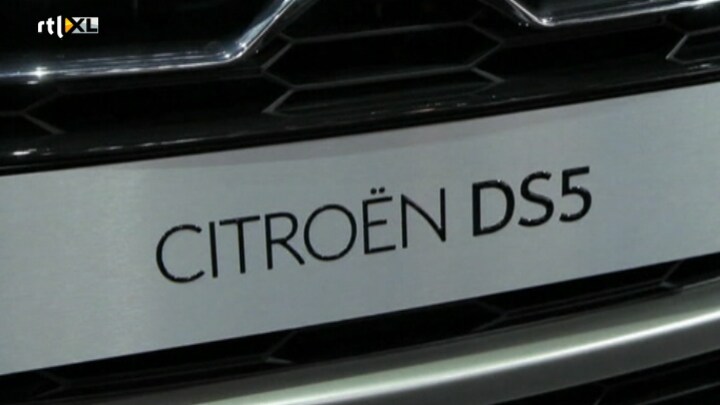 rtl XL
CITROËN DS5